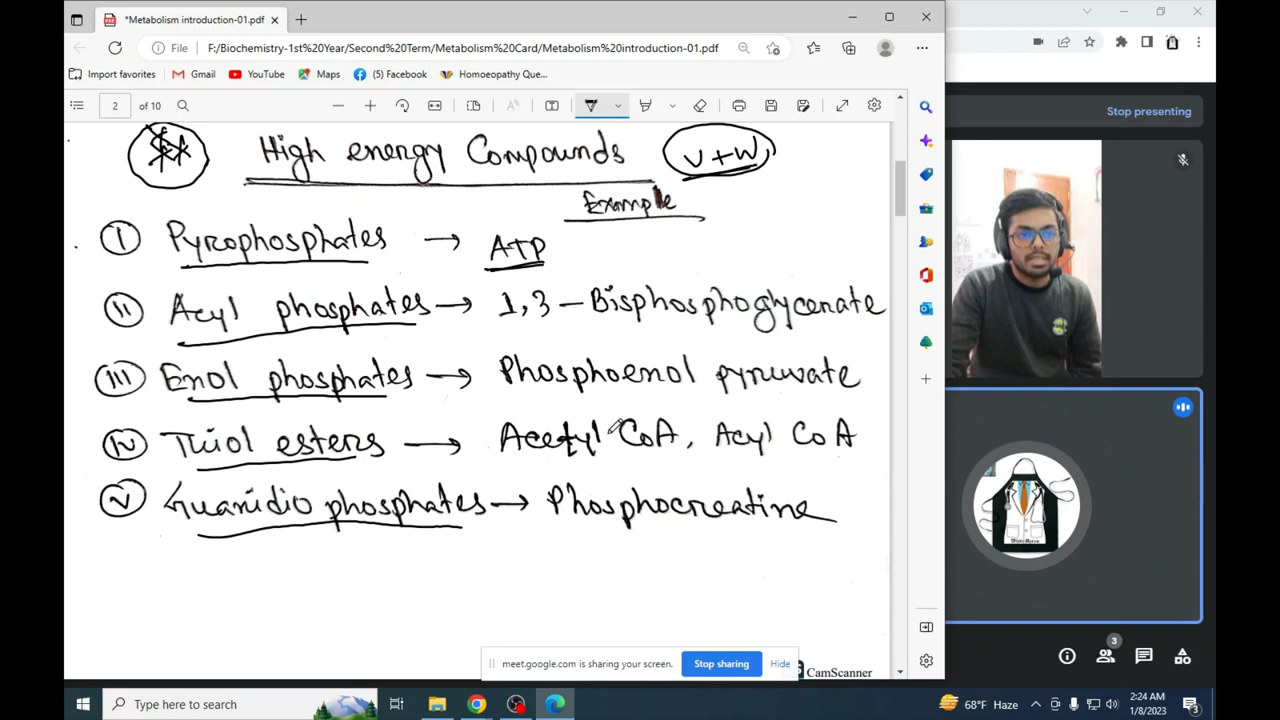 *Metabolism introduction-01.pdf
File F:/Biochemistry-1st%20Year/Second%20Term/Metabolism%20Card/Metabolism%20introduction-01.pdf
Import favorites Gmail YouTube Maps (5) Facebook Homoeopathy Que...
2 of 10
Stop presenting
High energy Compounds V+W
Example
I Pyrophosphates → ATP
II Acyl phosphates → 1,3-Bisphosphoglycerate
III Enol phosphates → Phosphoenol pyruvate
IV Thiol esters → Acetyl CoA, Acyl CoA
V Guanidio phosphates → Phosphocreatine
meet.google.com is sharing your screen. Stop sharing Hide
CamScanner
3
Type here to search
68°F Haze
2:24 AM
1/8/2023
3